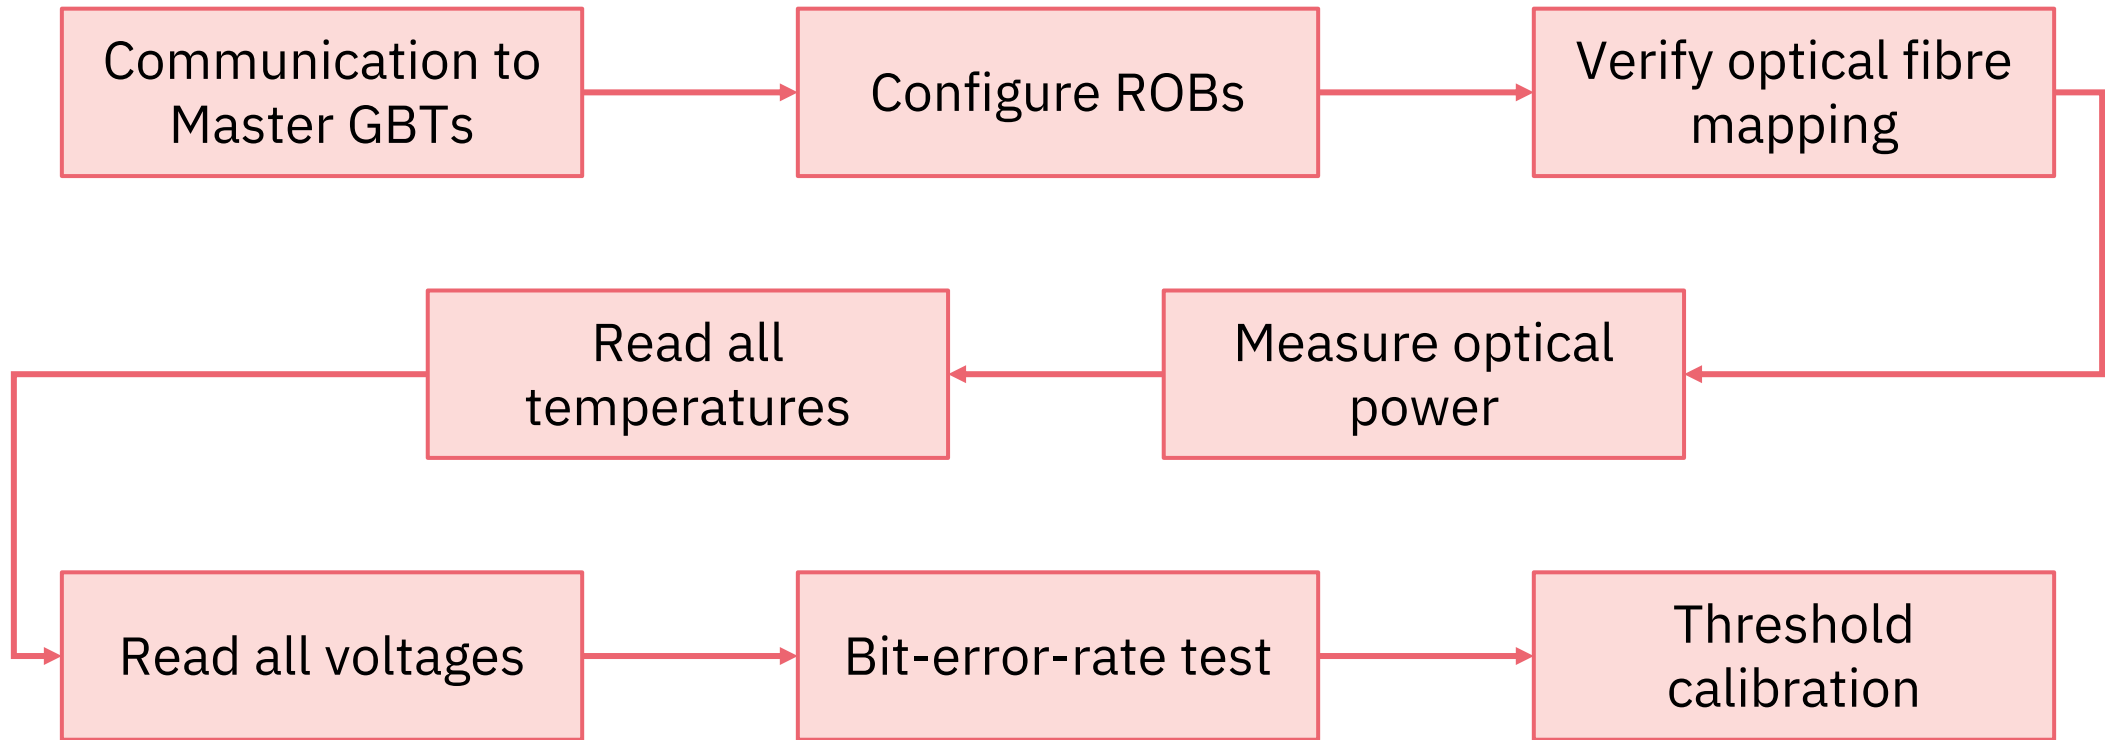 Communication to
Master GBTs
Configure ROBs
Verify optical fibre
mapping
Measure optical
power
Read all
temperatures
Read all voltages
Bit-error-rate test
Threshold
calibration